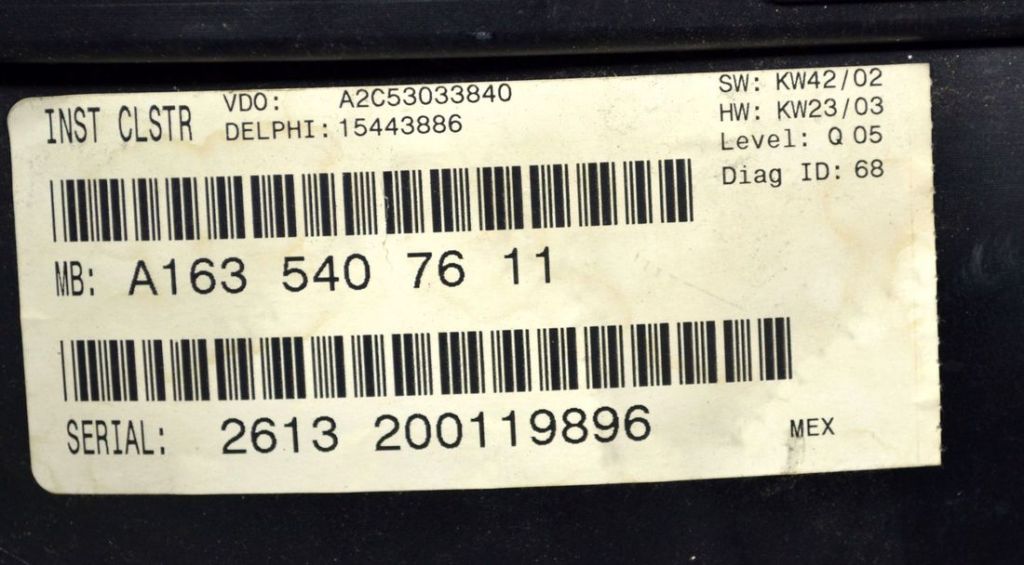 INST CLSTR
VDO: A2C53033840
DELPHI: 15443886
SW: KW42/02
HW: KW23/03
Level: Q 05
Diag ID: 68
MB: A163 540 76 11
SERIAL: 2613 200119896
MEX